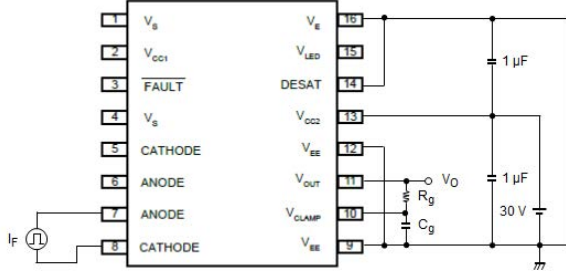 1 V_S V_E 16
2 V_CC1 V_LED 15
3 FAULT DESAT 14
4 V_S V_CC2 13
5 CATHODE V_EE 12
6 ANODE V_OUT 11
7 ANODE V_CLAMP 10
8 CATHODE V_EE 9
I_F
1 µF
V_O
R_g
C_g
1 µF
30 V